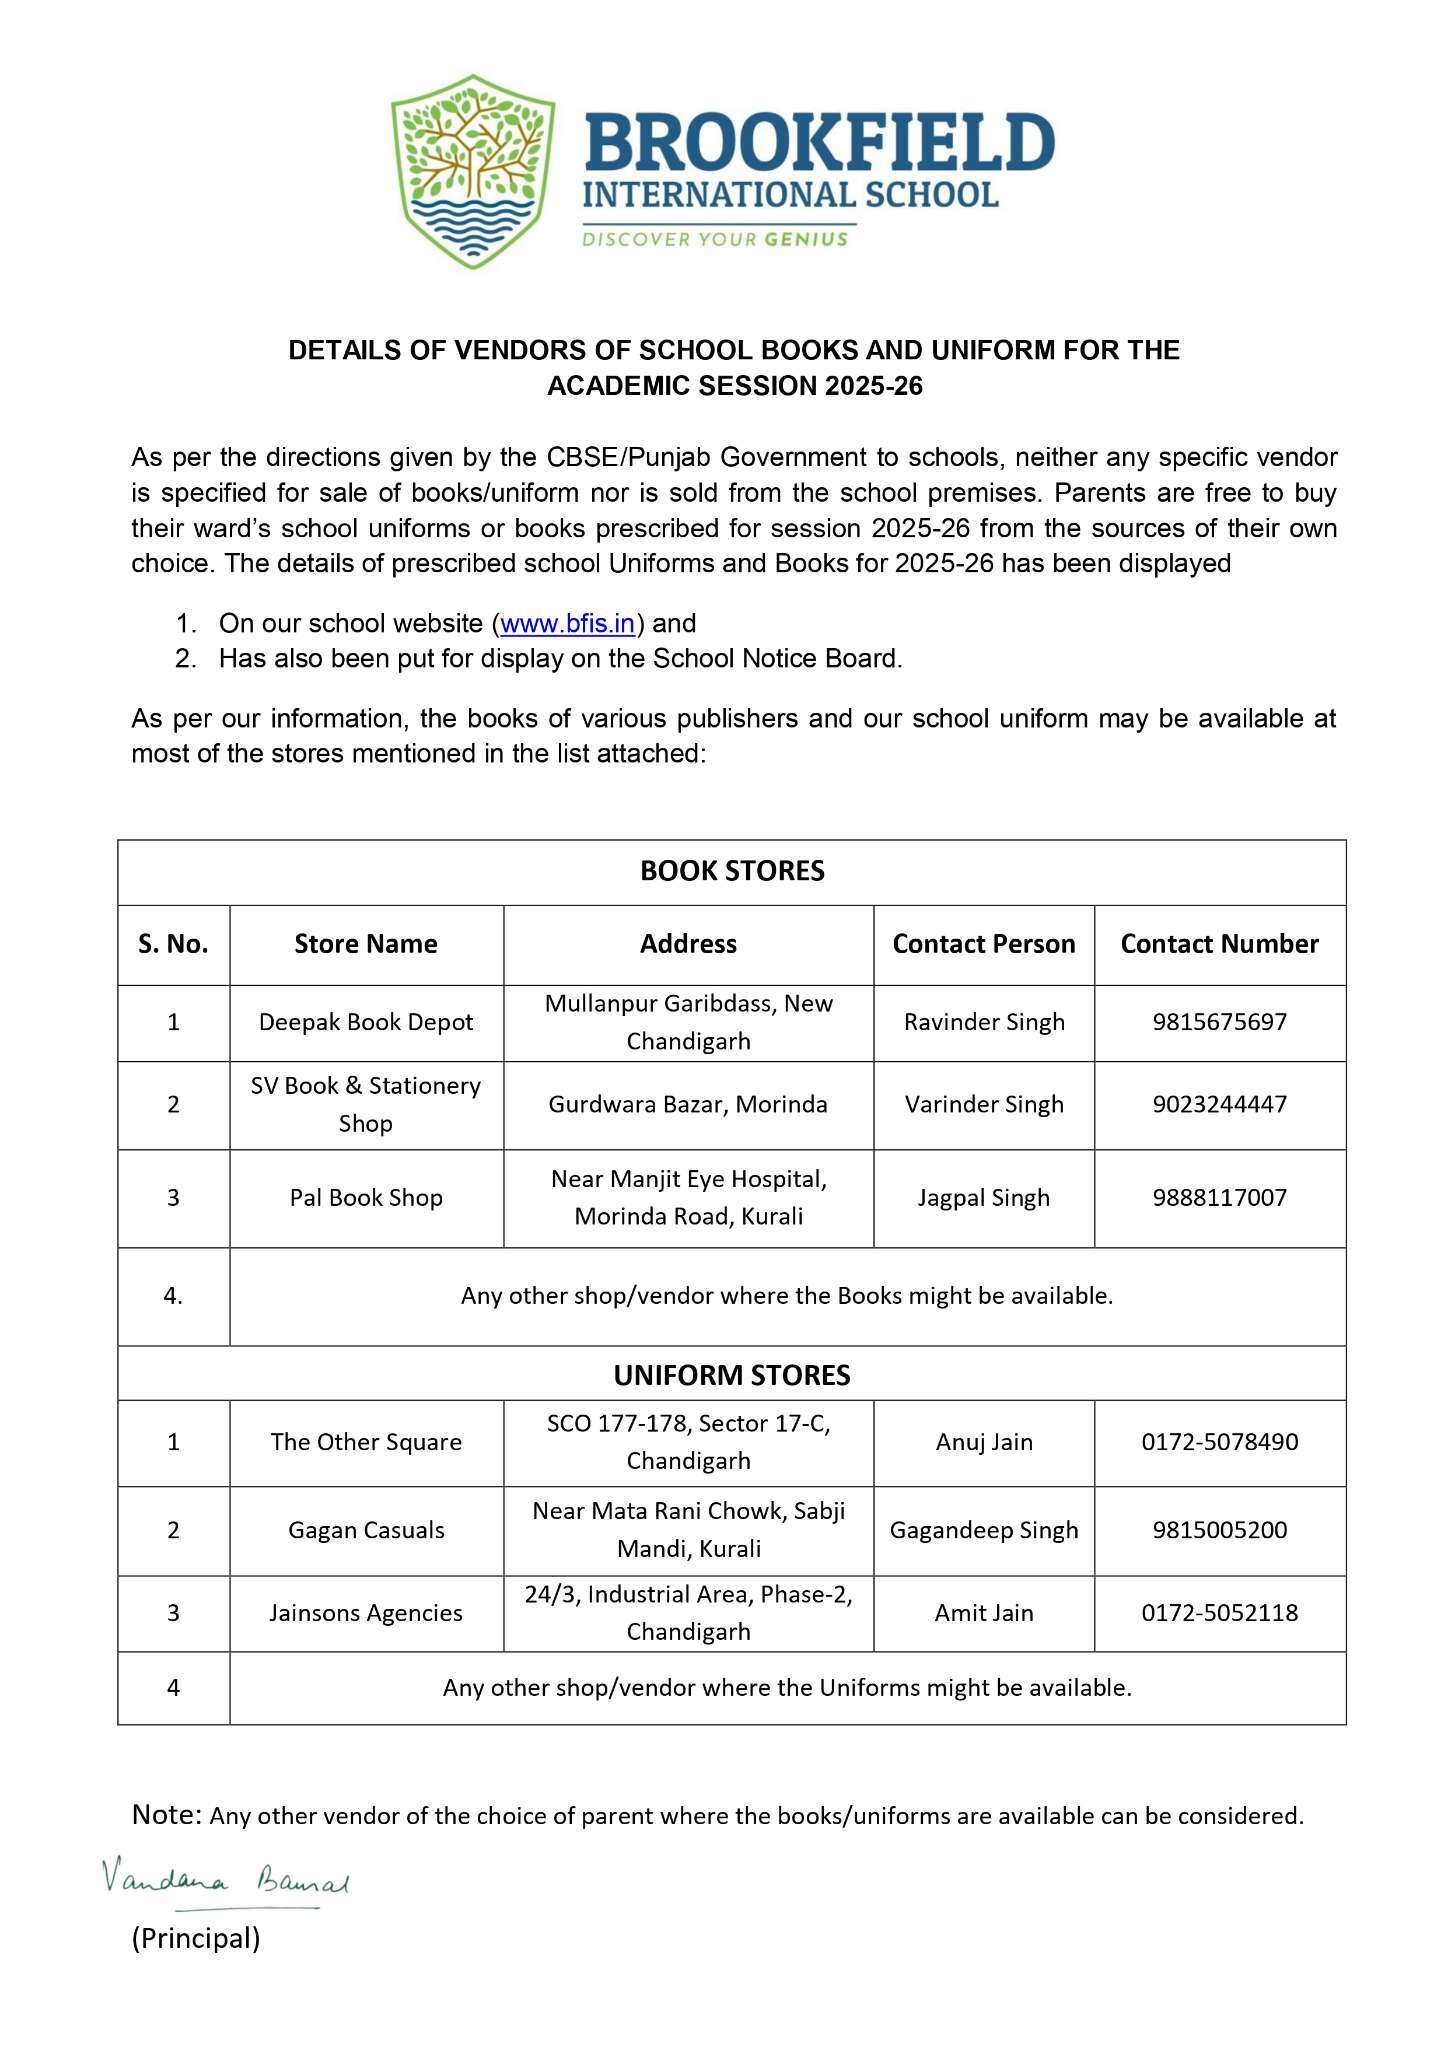 BROOKFIELD
INTERNATIONAL SCHOOL
DISCOVER YOUR GENIUS
DETAILS OF VENDORS OF SCHOOL BOOKS AND UNIFORM FOR THE
ACADEMIC SESSION 2025-26
As per the directions given by the CBSE/Punjab Government to schools, neither any specific vendor
is specified for sale of books/uniform nor is sold from the school premises. Parents are free to buy
their ward’s school uniforms or books prescribed for session 2025-26 from the sources of their own
choice. The details of prescribed school Uniforms and Books for 2025-26 has been displayed
1. On our school website (www.bfis.in) and
2. Has also been put for display on the School Notice Board.
As per our information, the books of various publishers and our school uniform may be available at
most of the stores mentioned in the list attached:
BOOK STORES
S. No. Store Name Address Contact Person Contact Number
1 Deepak Book Depot Mullanpur Garibdass, New Chandigarh Ravinder Singh 9815675697
2 SV Book & Stationery Shop Gurdwara Bazar, Morinda Varinder Singh 9023244447
3 Pal Book Shop Near Manjit Eye Hospital, Morinda Road, Kurali Jagpal Singh 9888117007
4. Any other shop/vendor where the Books might be available.
UNIFORM STORES
1 The Other Square SCO 177-178, Sector 17-C, Chandigarh Anuj Jain 0172-5078490
2 Gagan Casuals Near Mata Rani Chowk, Sabji Mandi, Kurali Gagandeep Singh 9815005200
3 Jainsons Agencies 24/3, Industrial Area, Phase-2, Chandigarh Amit Jain 0172-5052118
4 Any other shop/vendor where the Uniforms might be available.
Note: Any other vendor of the choice of parent where the books/uniforms are available can be considered.
Vandana
(Principal)